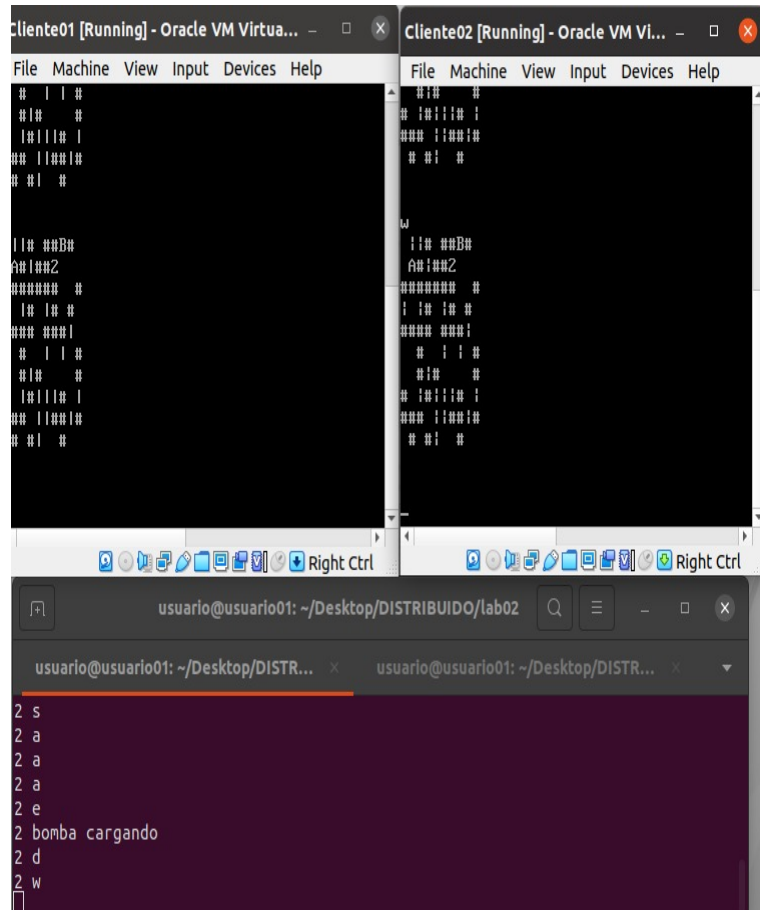 Cliente01 [Running] - Oracle VM Virtua...
File Machine View Input Devices Help
 #  | | #
 #|#    #
 |#|||# |
## ||##|#
# #|  #
||# ##B#
A#|##2
######  #
 |# |# #
### ###|
 #  | | #
 #|#    #
 |#|||# |
## ||##|#
# #|  #
Right Ctrl
Cliente02 [Running] - Oracle VM Vi...
File Machine View Input Devices Help
  #¦#    #
# ¦#¦¦¦# ¦
### ¦¦##¦#
 # #¦  #
w
 ¦¦# ##B#
 A#¦##2
#######  #
¦ ¦# ¦# #
#### ###¦
  #  ¦ ¦ #
  #¦#    #
# ¦#¦¦¦# ¦
### ¦¦##¦#
 # #¦  #
_
Right Ctrl
usuario@usuario01: ~/Desktop/DISTRIBUIDO/lab02
usuario@usuario01: ~/Desktop/DISTR...
usuario@usuario01: ~/Desktop/DISTR...
2 s
2 a
2 a
2 a
2 e
2 bomba cargando
2 d
2 w